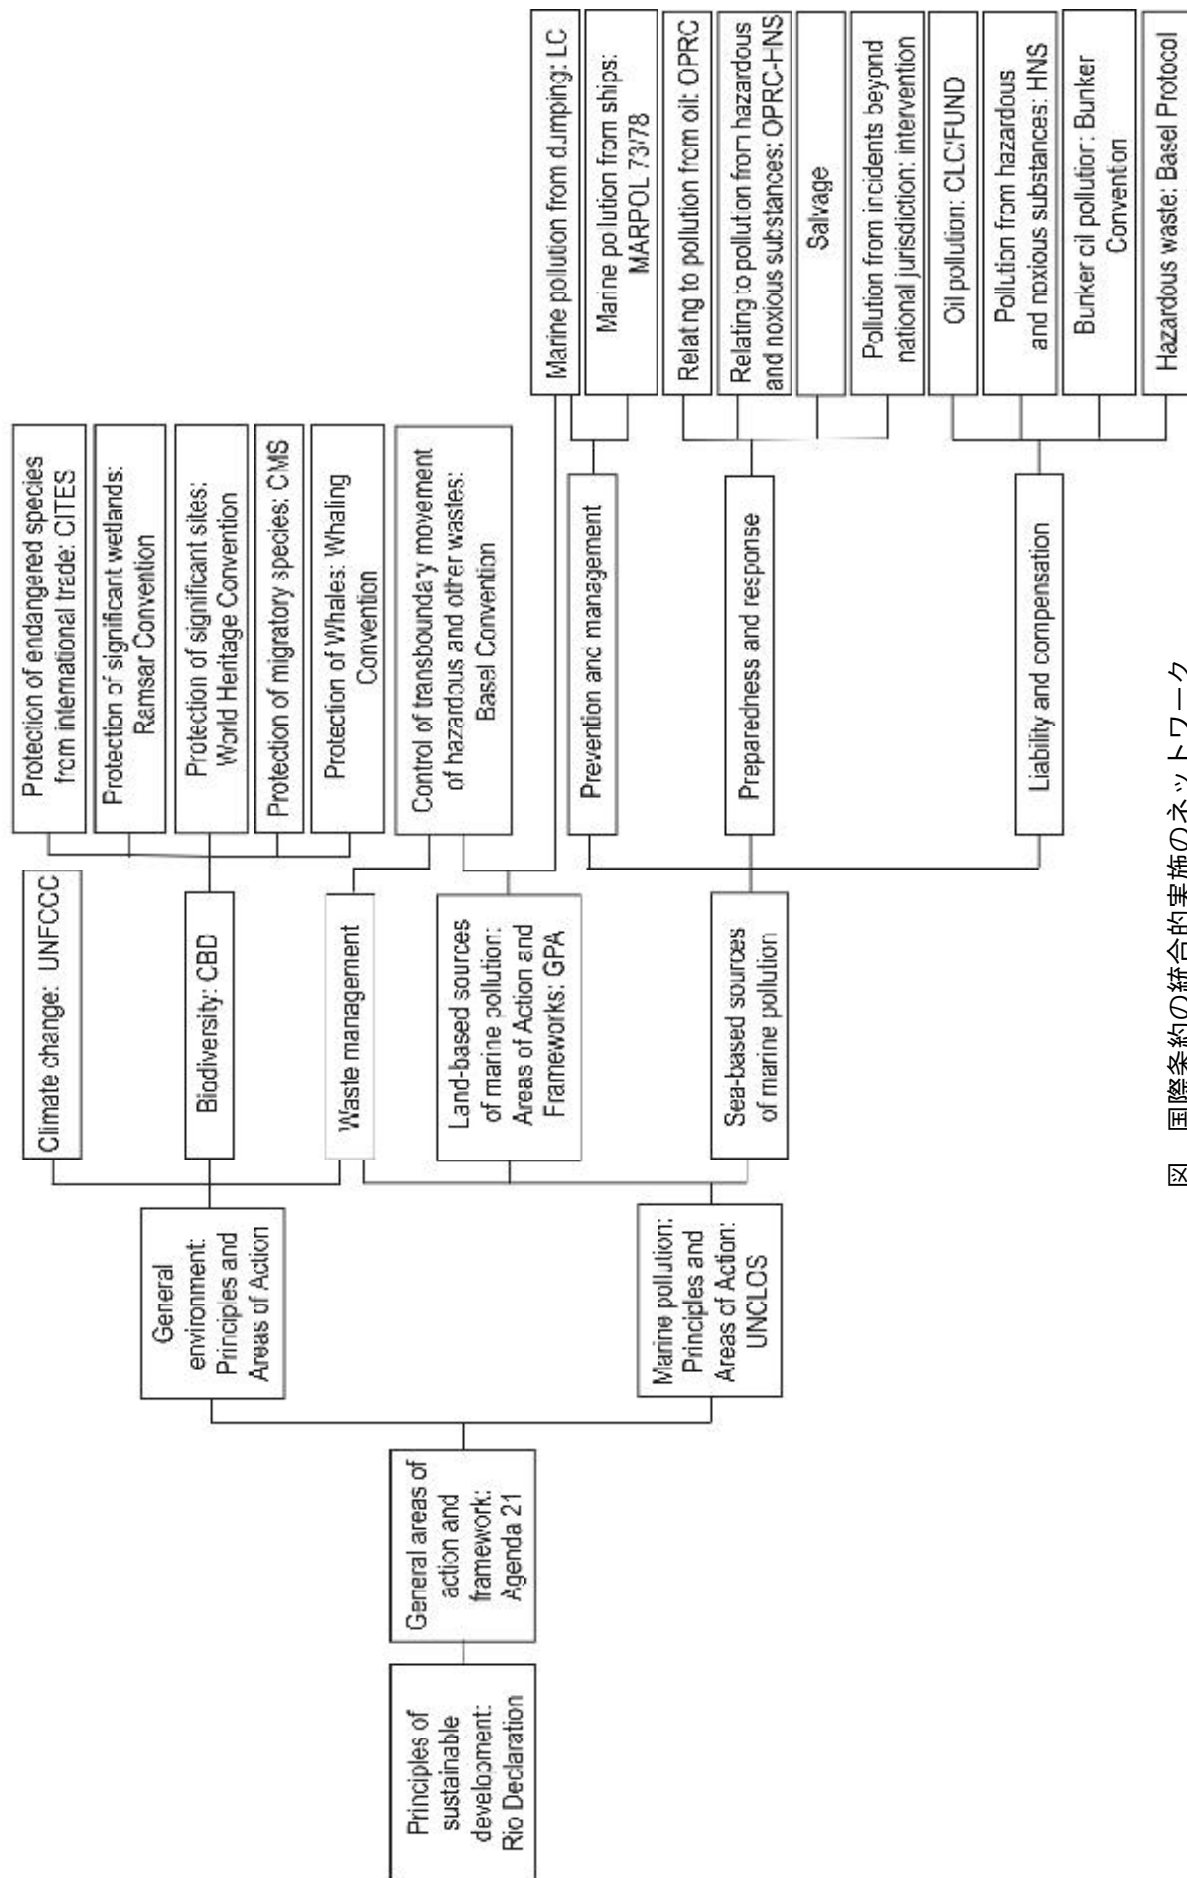 Principles of
sustainable
development:
Rio Declaration
General areas of
action and
framework:
Agenda 21
General
environment:
Principles and
Areas of Action
Marine pollution:
Principles and
Areas of Action:
UNCLOS
Climate change: UNFCCC
Biodiversity: CBD
Waste management
Land-based sources
of marine pollution:
Areas of Action and
Frameworks: GPA
Sea-based sources
of marine pollution
Protection of endangered species
from international trade: CITES
Protection of significant wetlands:
Ramsar Convention
Protection of significant sites:
World Heritage Convention
Protection of migratory species: CMS
Protection of Whales: Whaling
Convention
Control of transboundary movement
of hazardous and other wastes:
Basel Convention
Prevention and management
Preparedness and response
Liability and compensation
Marine pollution from dumping: LC
Marine pollution from ships:
MARPOL 73/78
Relating to pollution from oil: OPRC
Relating to pollution from hazardous
and noxious substances: OPRC-HNS
Salvage
Pollution from incidents beyond
national jurisdiction: intervention
Oil pollution: CLC/FUND
Pollution from hazardous
and noxious substances: HNS
Bunker oil pollution: Bunker
Convention
Hazardous waste: Basel Protocol
図 国際条約の統合的実施のネットワーク